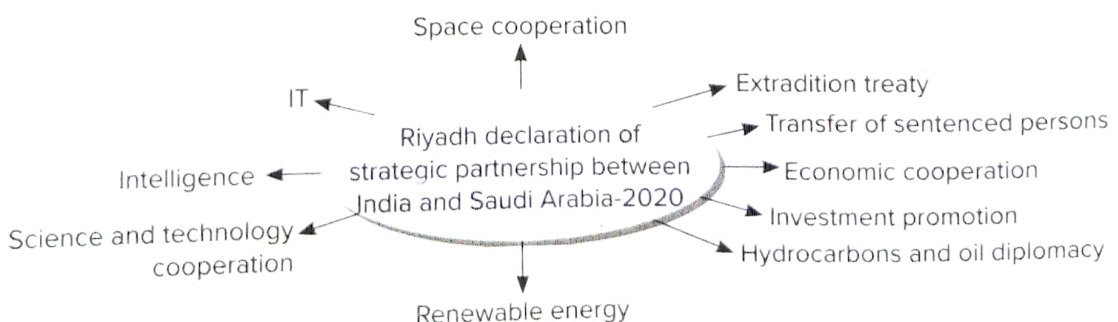 Space cooperation
IT
Extradition treaty
Transfer of sentenced persons
Riyadh declaration of
strategic partnership between
India and Saudi Arabia-2020
Intelligence
Economic cooperation
Investment promotion
Science and technology
cooperation
Hydrocarbons and oil diplomacy
Renewable energy